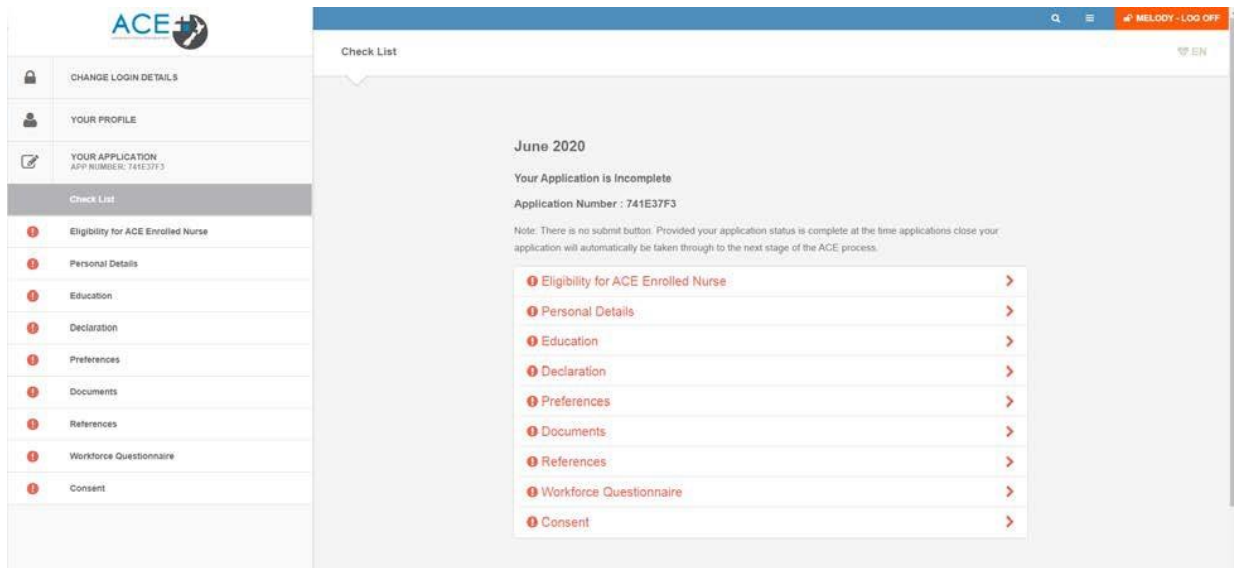 ACE
MELODY - LOG OFF
Check List
EN
CHANGE LOGIN DETAILS
YOUR PROFILE
YOUR APPLICATION
APP NUMBER: 741E37F3
Check List
Eligibility for ACE Enrolled Nurse
Personal Details
Education
Declaration
Preferences
Documents
References
Workforce Questionnaire
Consent
June 2020
Your Application is Incomplete
Application Number : 741E37F3
Note: There is no submit button. Provided your application status is complete at the time applications close your
application will automatically be taken through to the next stage of the ACE process.
Eligibility for ACE Enrolled Nurse
Personal Details
Education
Declaration
Preferences
Documents
References
Workforce Questionnaire
Consent